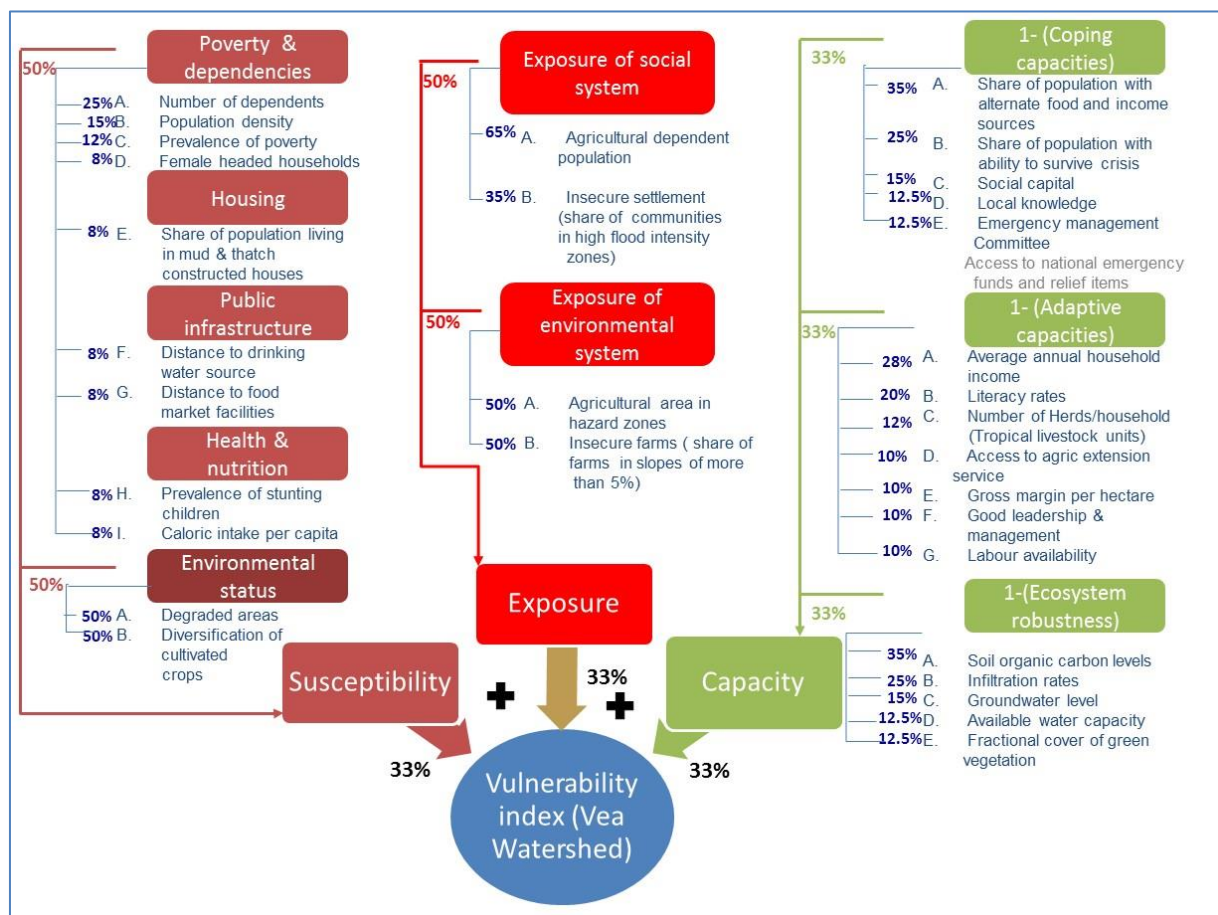 Poverty &
dependencies
50%
25% A. Number of dependents
15% B. Population density
12% C. Prevalence of poverty
8% D. Female headed households
Housing
8% E. Share of population living
in mud & thatch
constructed houses
Public
infrastructure
8% F. Distance to drinking
water source
8% G. Distance to food
market facilities
Health &
nutrition
8% H. Prevalence of stunting
children
8% I. Caloric intake per capita
Environmental
status
50%
50% A. Degraded areas
50% B. Diversification of
cultivated
crops
Susceptibility
Exposure of social
system
50%
65% A. Agricultural dependent
population
35% B. Insecure settlement
(share of communities
in high flood intensity
zones)
Exposure of
environmental
system
50%
50% A. Agricultural area in
hazard zones
50% B. Insecure farms ( share of
farms in slopes of more
than 5%)
Exposure
1- (Coping
capacities)
33%
35% A. Share of population with
alternate food and income
sources
25% B. Share of population with
ability to survive crisis
15% C. Social capital
12.5% D. Local knowledge
12.5% E. Emergency management
Committee
Access to national emergency
funds and relief items
1- (Adaptive
capacities)
33%
28% A. Average annual household
income
20% B. Literacy rates
12% C. Number of Herds/household
(Tropical livestock units)
10% D. Access to agric extension
service
10% E. Gross margin per hectare
10% F. Good leadership &
management
10% G. Labour availability
1-(Ecosystem
robustness)
33%
35% A. Soil organic carbon levels
25% B. Infiltration rates
15% C. Groundwater level
12.5% D. Available water capacity
12.5% E. Fractional cover of green
vegetation
Capacity
33%
33%
33%
Vulnerability
index (Vea
Watershed)